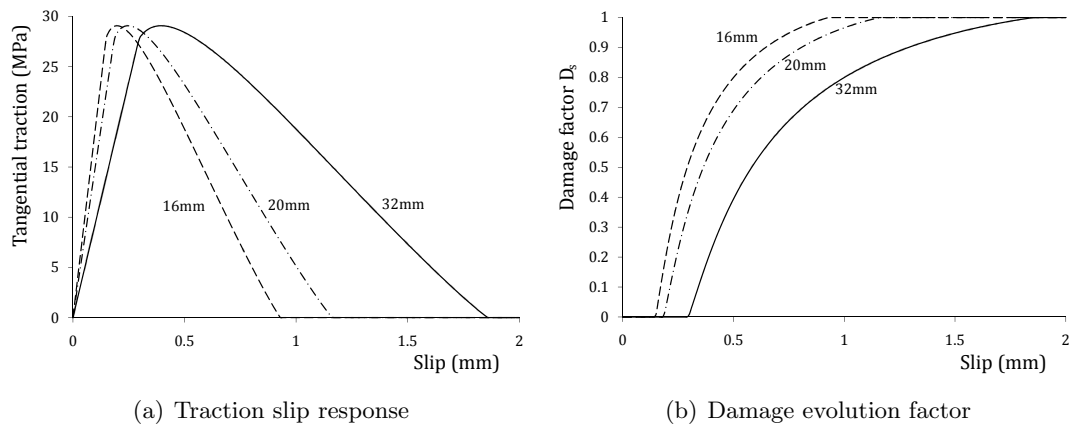 Tangential traction (MPa)
30
25
20
15
10
5
0
16mm
20mm
32mm
0
0.5
1
1.5
2
Slip (mm)
(a) Traction slip response
Damage factor Ds
1
0.9
0.8
0.7
0.6
0.5
0.4
0.3
0.2
0.1
0
16mm
20mm
32mm
0
0.5
1
1.5
2
Slip (mm)
(b) Damage evolution factor